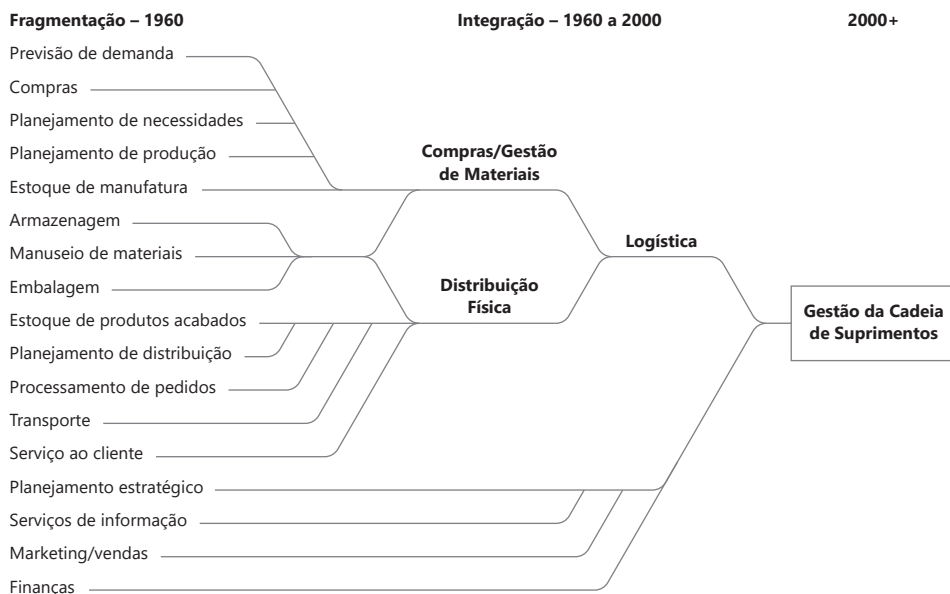 Fragmentação – 1960
Integração – 1960 a 2000
2000+
Previsão de demanda
Compras
Planejamento de necessidades
Planejamento de produção
Estoque de manufatura
Armazenagem
Manuseio de materiais
Embalagem
Estoque de produtos acabados
Planejamento de distribuição
Processamento de pedidos
Transporte
Serviço ao cliente
Planejamento estratégico
Serviços de informação
Marketing/vendas
Finanças
Compras/Gestão
de Materiais
Distribuição
Física
Logística
Gestão da Cadeia
de Suprimentos